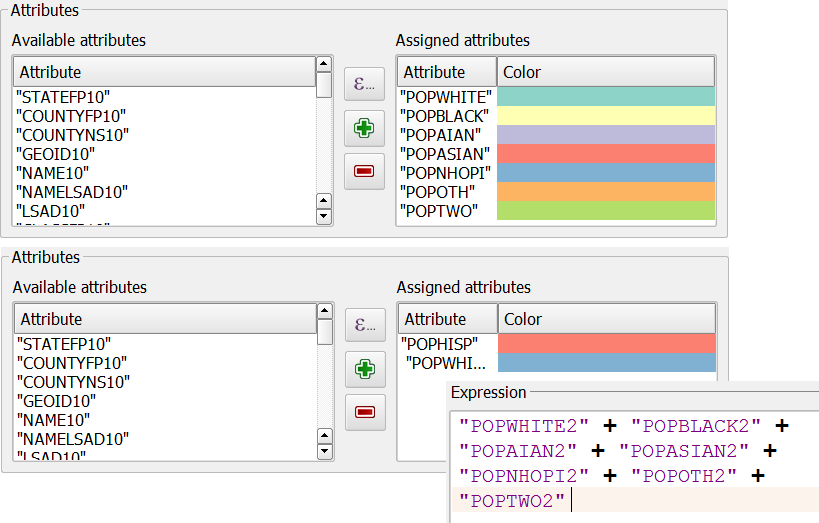 Attributes
Available attributes
Assigned attributes
Attribute
Attribute Color
"STATEFP10"
"COUNTYFP10"
"COUNTYNS10"
"GEOID10"
"NAME10"
"NAMELSAD10"
"LSAD10"
ε...
"POPWHITE"
"POPBLACK"
"POPAIAN"
"POPASIAN"
"POPNHOPI"
"POPOTH"
"POPTWO"
Attributes
Available attributes
Assigned attributes
Attribute
Attribute Color
"STATEFP10"
"COUNTYFP10"
"COUNTYNS10"
"GEOID10"
"NAME10"
"NAMELSAD10"
"LSAD10"
ε...
"POPHISP"
"POPWHI...
Expression
"POPWHITE2" + "POPBLACK2" +
"POPAIAN2" + "POPASIAN2" +
"POPNHOPI2" + "POPOTH2" +
"POPTWO2"